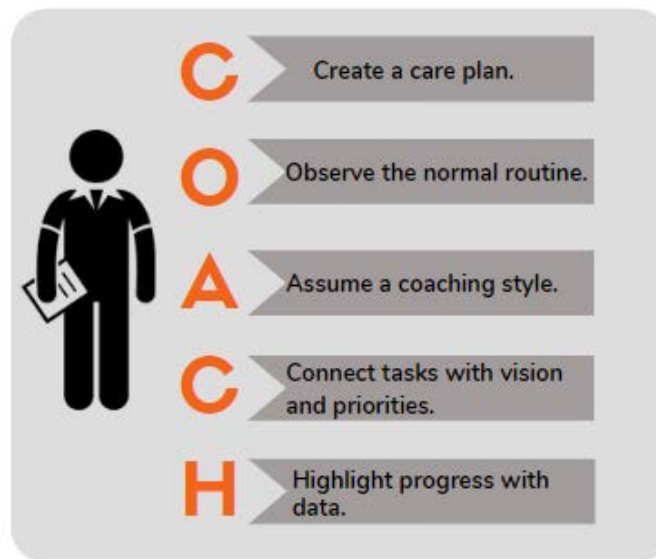 C Create a care plan.
O Observe the normal routine.
A Assume a coaching style.
C Connect tasks with vision
and priorities.
H Highlight progress with
data.